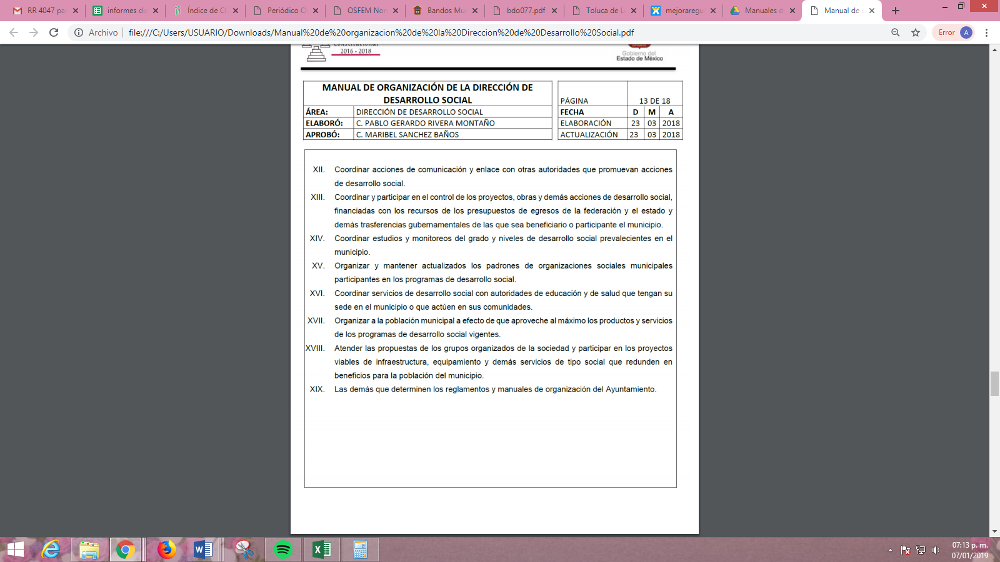 RR 4047 par
informes dia
Índice de CO
Periódico O
OSFEM Nor
Bandos Mu
bdo077.pdf
Toluca de L
mejoraregu
Manuales d
Manual de
Archivo
file:///C:/Users/USUARIO/Downloads/Manual%20de%20organizacion%20de%20la%20Direccion%20de%20Desarrollo%20Social.pdf
Error
A
2016 - 2018
Gobierno del
Estado de México
MANUAL DE ORGANIZACIÓN DE LA DIRECCIÓN DE
DESARROLLO SOCIAL
ÁREA: DIRECCIÓN DE DESARROLLO SOCIAL
ELABORÓ: C. PABLO GERARDO RIVERA MONTAÑO
APROBÓ: C. MARIBEL SANCHEZ BAÑOS
PÁGINA 13 DE 18
FECHA D M A
ELABORACIÓN 23 03 2018
ACTUALIZACIÓN 23 03 2018
XII. Coordinar acciones de comunicación y enlace con otras autoridades que promuevan acciones
de desarrollo social.
XIII. Coordinar y participar en el control de los proyectos, obras y demás acciones de desarrollo social,
financiadas con los recursos de los presupuestos de egresos de la federación y el estado y
demás trasferencias gubernamentales de las que sea beneficiario o participante el municipio.
XIV. Coordinar estudios y monitoreos del grado y niveles de desarrollo social prevalecientes en el
municipio.
XV. Organizar y mantener actualizados los padrones de organizaciones sociales municipales
participantes en los programas de desarrollo social.
XVI. Coordinar servicios de desarrollo social con autoridades de educación y de salud que tengan su
sede en el municipio o que actúen en sus comunidades.
XVII. Organizar a la población municipal a efecto de que aproveche al máximo los productos y servicios
de los programas de desarrollo social vigentes.
XVIII. Atender las propuestas de los grupos organizados de la sociedad y participar en los proyectos
viables de infraestructura, equipamiento y demás servicios de tipo social que redunden en
beneficios para la población del municipio.
XIX. Las demás que determinen los reglamentos y manuales de organización del Ayuntamiento.
07:13 p. m.
07/01/2019